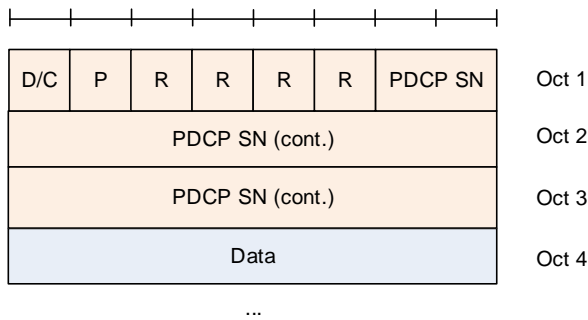 D/C P R R R R PDCP SN Oct 1
PDCP SN (cont.) Oct 2
PDCP SN (cont.) Oct 3
Data Oct 4
...